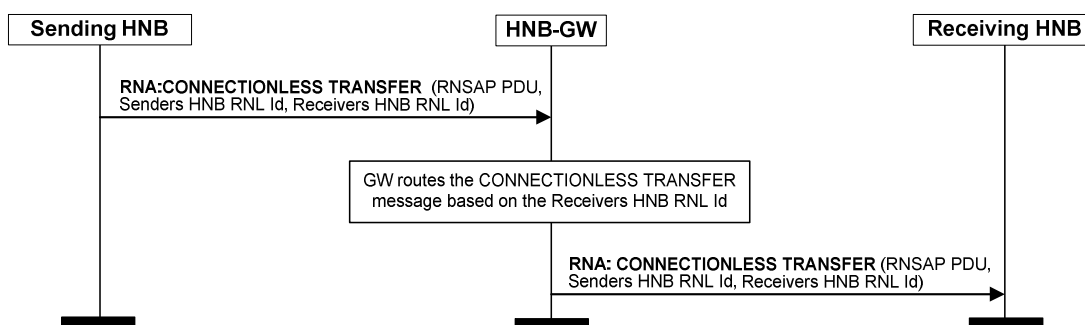 Sending HNB
HNB-GW
Receiving HNB
RNA:CONNECTIONLESS TRANSFER (RNSAP PDU,
Senders HNB RNL Id, Receivers HNB RNL Id)
GW routes the CONNECTIONLESS TRANSFER
message based on the Receivers HNB RNL Id
RNA: CONNECTIONLESS TRANSFER (RNSAP PDU,
Senders HNB RNL Id, Receivers HNB RNL Id)